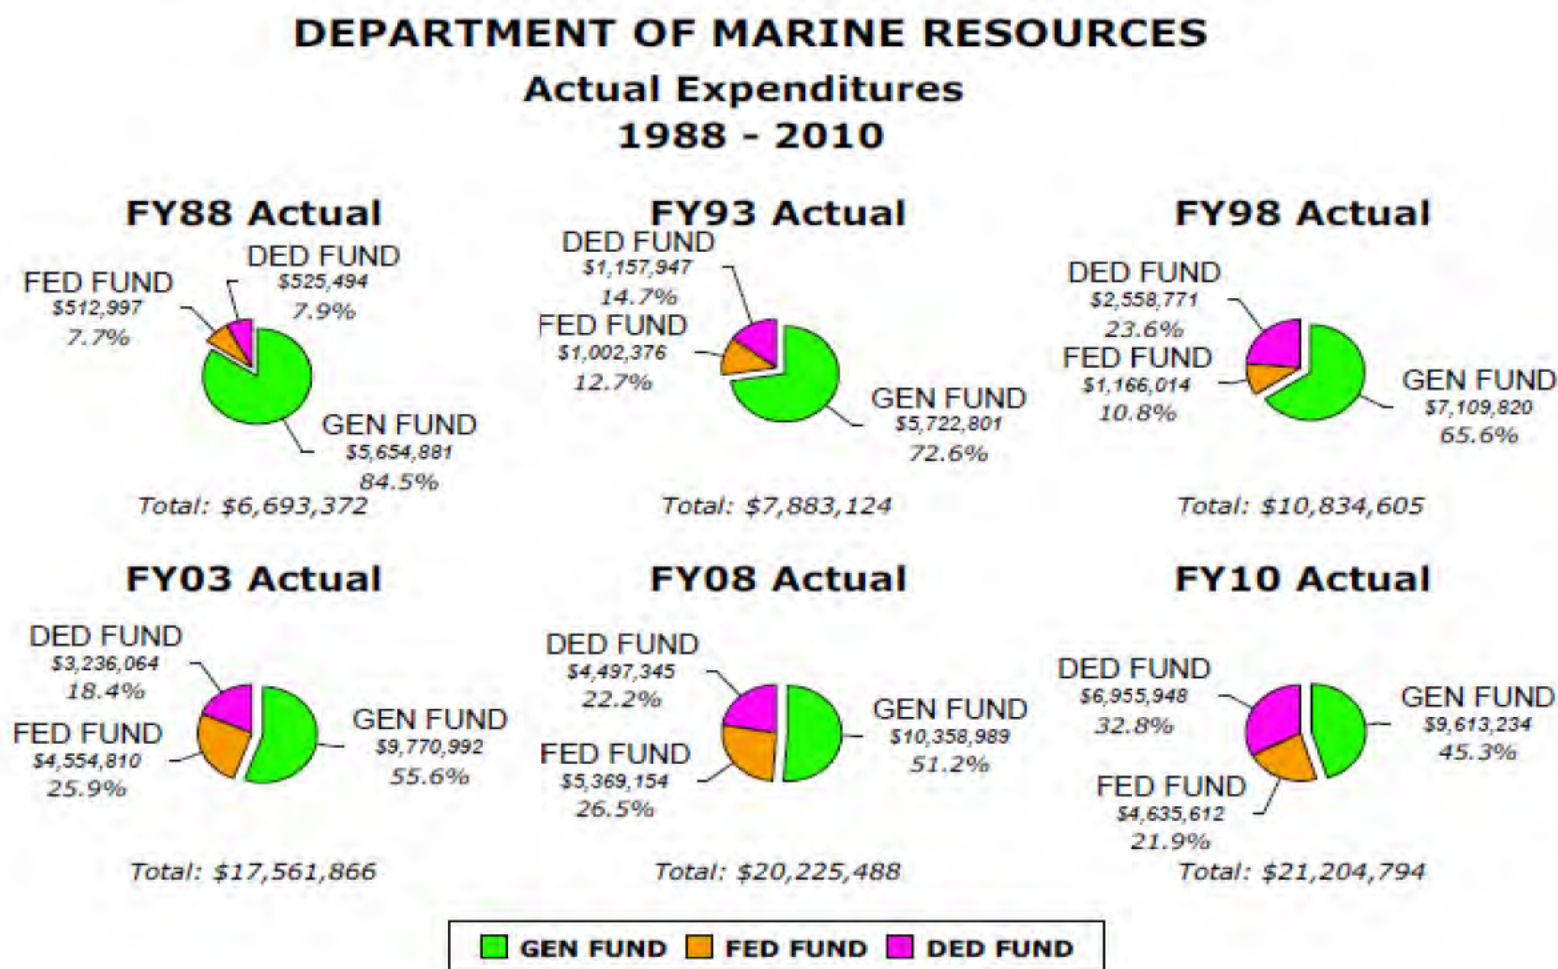 DEPARTMENT OF MARINE RESOURCES
Actual Expenditures
1988 - 2010
FY88 Actual
DED FUND
$525,494
7.9%
FED FUND
$512,997
7.7%
GEN FUND
$5,654,881
84.5%
Total: $6,693,372
FY93 Actual
DED FUND
$1,157,947
14.7%
FED FUND
$1,002,376
12.7%
GEN FUND
$5,722,801
72.6%
Total: $7,883,124
FY98 Actual
DED FUND
$2,558,771
23.6%
FED FUND
$1,166,014
10.8%
GEN FUND
$7,109,820
65.6%
Total: $10,834,605
FY03 Actual
DED FUND
$3,236,064
18.4%
FED FUND
$4,554,810
25.9%
GEN FUND
$9,770,992
55.6%
Total: $17,561,866
FY08 Actual
DED FUND
$4,497,345
22.2%
FED FUND
$5,369,154
26.5%
GEN FUND
$10,358,989
51.2%
Total: $20,225,488
FY10 Actual
DED FUND
$6,955,948
32.8%
GEN FUND
$9,613,234
45.3%
FED FUND
$4,635,612
21.9%
Total: $21,204,794
GEN FUND FED FUND DED FUND